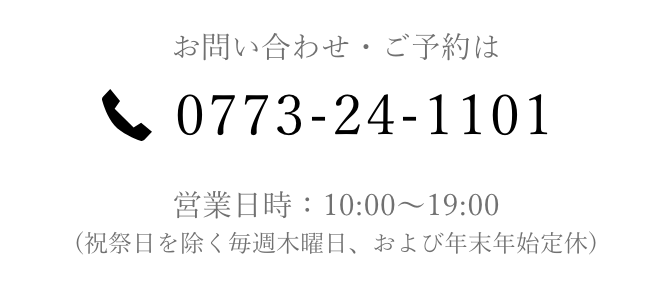 お問い合わせ・ご予約は
0773-24-1101
営業日時：10:00〜19:00
（祝祭日を除く毎週木曜日、および年末年始定休）